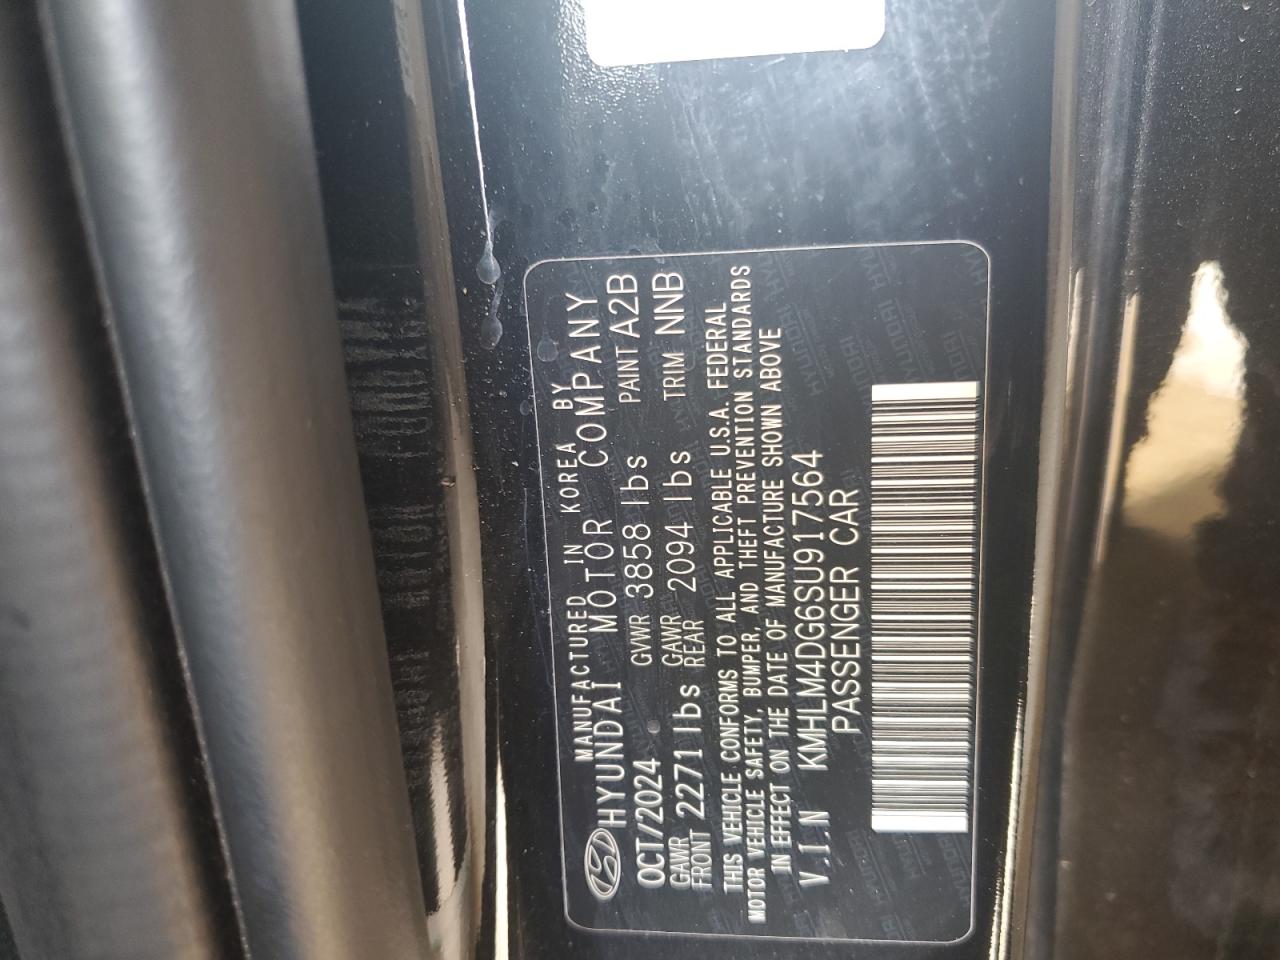 MANUFACTURED IN KOREA BY
HYUNDAI MOTOR COMPANY
OCT/2024 GVWR 3858 lbs PAINT A2B
GAWR FRONT 2271 lbs GAWR REAR 2094 lbs TRIM NNB
THIS VEHICLE CONFORMS TO ALL APPLICABLE U.S.A. FEDERAL
MOTOR VEHICLE SAFETY, BUMPER, AND THEFT PREVENTION STANDARDS
IN EFFECT ON THE DATE OF MANUFACTURE SHOWN ABOVE
V.I.N KMHLM4DG6SU917564
PASSENGER CAR